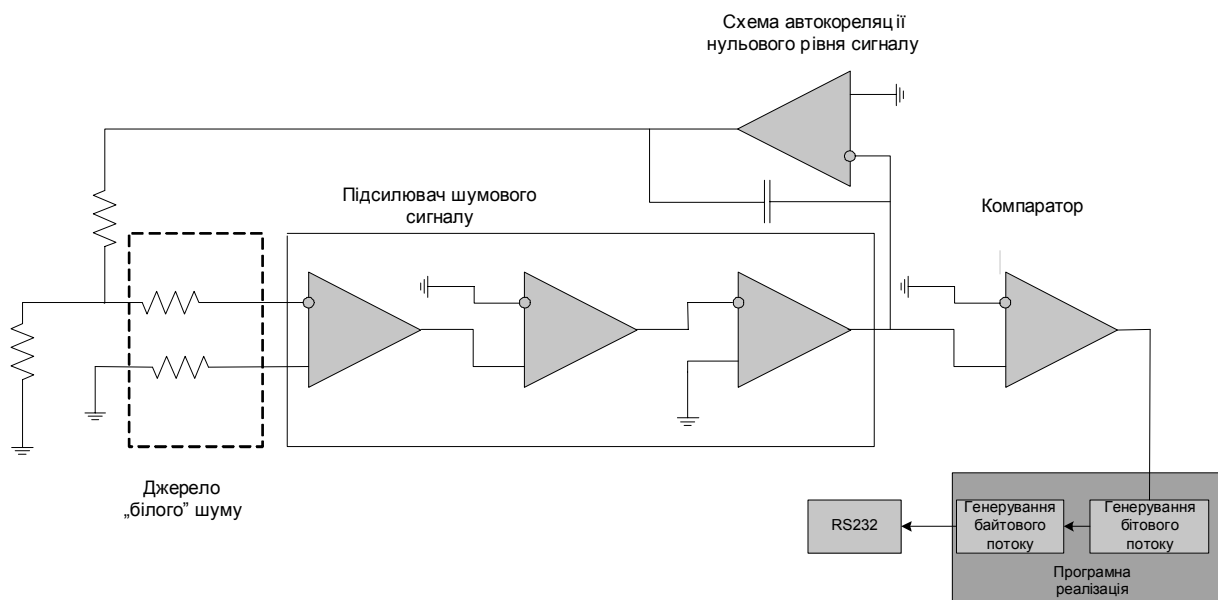 Схема автокореляції
нульового рівня сигналу
Підсилювач шумового
сигналу
Компаратор
Джерело
„білого” шуму
RS232
Генерування
байтового
потоку
Генерування
бітового
потоку
Програмна
реалізація